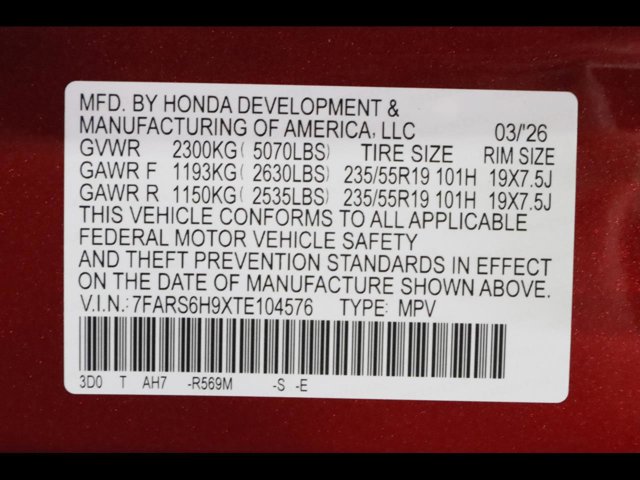 MFD. BY HONDA DEVELOPMENT &
MANUFACTURING OF AMERICA, LLC 03/'26
GVWR 2300KG( 5070LBS) TIRE SIZE RIM SIZE
GAWR F 1193KG( 2630LBS) 235/55R19 101H 19X7.5J
GAWR R 1150KG( 2535LBS) 235/55R19 101H 19X7.5J
THIS VEHICLE CONFORMS TO ALL APPLICABLE
FEDERAL MOTOR VEHICLE SAFETY
AND THEFT PREVENTION STANDARDS IN EFFECT
ON THE DATE OF MANUFACTURE SHOWN ABOVE.
V.I.N.:7FARS6H9XTE104576 TYPE: MPV
3D0 T AH7 -R569M -S -E